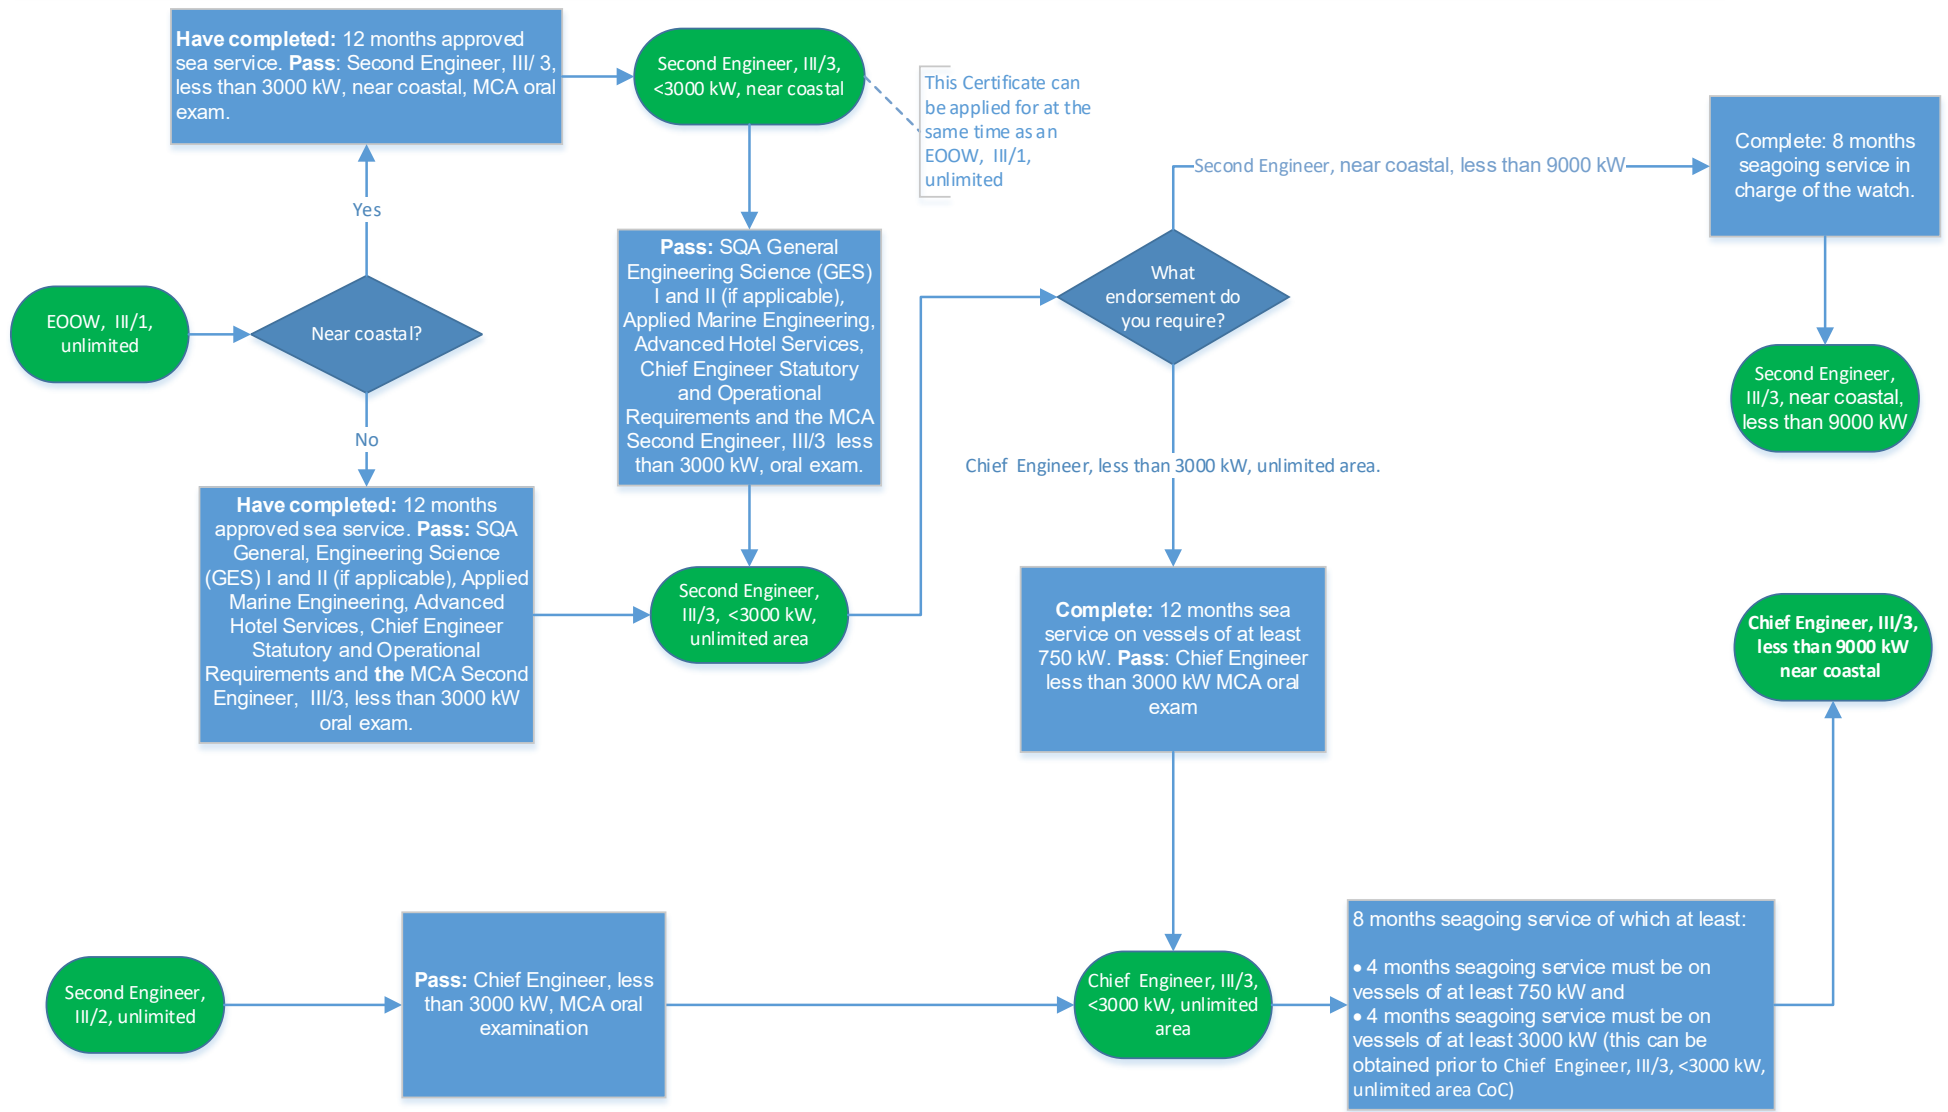 Have completed: 12 months approved
sea service. Pass: Second Engineer, III/ 3,
less than 3000 kW, near coastal, MCA oral
exam.
Second Engineer, III/3,
<3000 kW, near coastal
This Certificate can
be applied for at the
same time as an
EOOW, III/1,
unlimited
Second Engineer, near coastal, less than 9000 kW
Complete: 8 months
seagoing service in
charge of the watch.
Yes
EOOW, III/1,
unlimited
Near coastal?
No
Pass: SQA General
Engineering Science (GES)
I and II (if applicable),
Applied Marine Engineering,
Advanced Hotel Services,
Chief Engineer Statutory
and Operational
Requirements and the MCA
Second Engineer, III/3 less
than 3000 kW, oral exam.
What
endorsement do
you require?
Second Engineer,
III/3, near coastal,
less than 9000 kW
Chief Engineer, less than 3000 kW, unlimited area.
Have completed: 12 months
approved sea service. Pass: SQA
General, Engineering Science
(GES) I and II (if applicable), Applied
Marine Engineering, Advanced
Hotel Services, Chief Engineer
Statutory and Operational
Requirements and the MCA Second
Engineer, III/3, less than 3000 kW
oral exam.
Second Engineer,
III/3, <3000 kW,
unlimited area
Complete: 12 months sea
service on vessels of at least
750 kW. Pass: Chief Engineer
less than 3000 kW MCA oral
exam
Chief Engineer, III/3,
less than 9000 kW
near coastal
Second Engineer,
III/2, unlimited
Pass: Chief Engineer, less
than 3000 kW, MCA oral
examination
Chief Engineer, III/3,
<3000 kW, unlimited
area
8 months seagoing service of which at least:
• 4 months seagoing service must be on
vessels of at least 750 kW and
• 4 months seagoing service must be on
vessels of at least 3000 kW (this can be
obtained prior to Chief Engineer, III/3, <3000 kW,
unlimited area CoC)